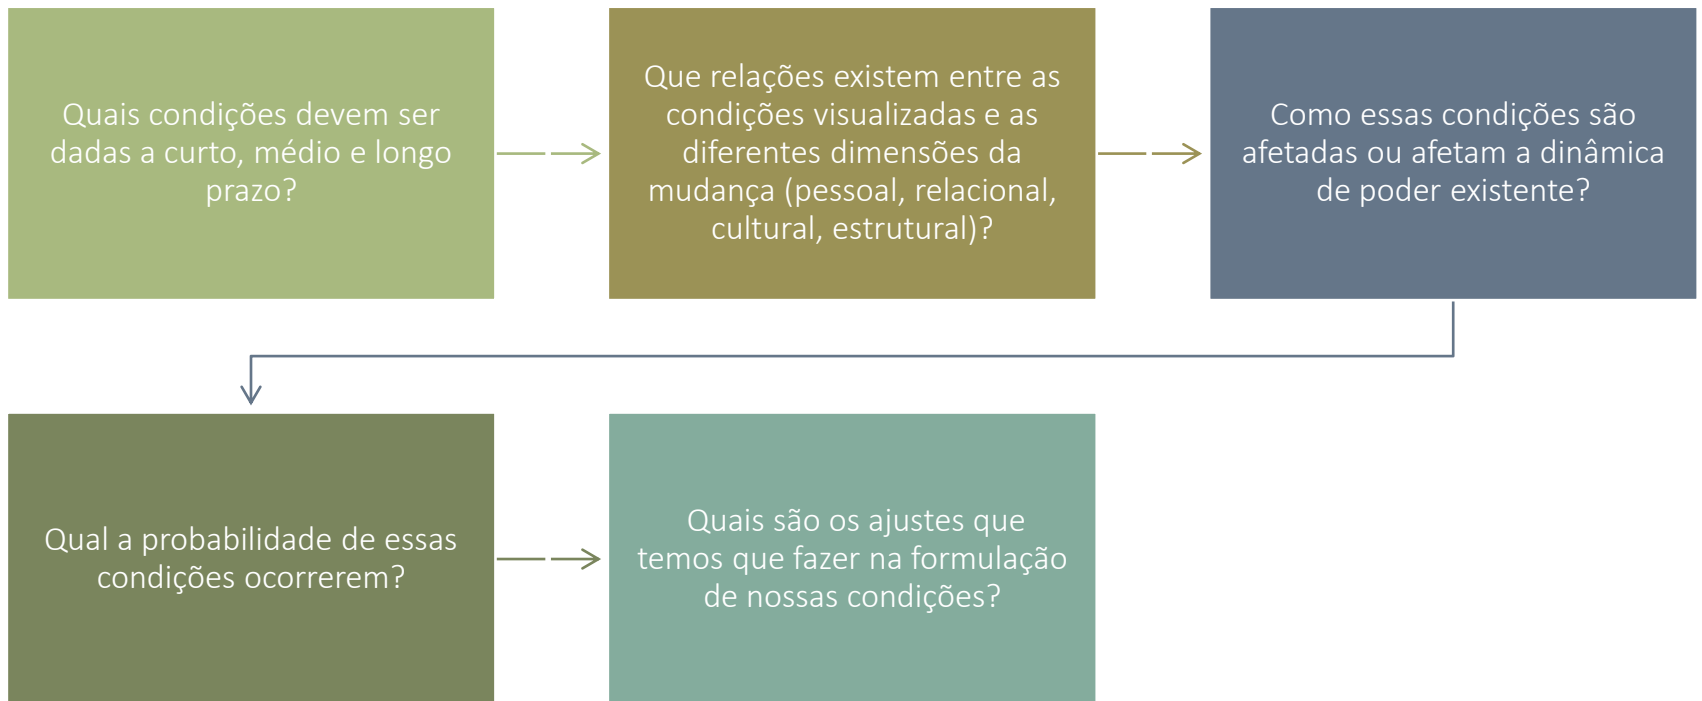 Quais condições devem ser
dadas a curto, médio e longo
prazo?
Que relações existem entre as
condições visualizadas e as
diferentes dimensões da
mudança (pessoal, relacional,
cultural, estrutural)?
Como essas condições são
afetadas ou afetam a dinâmica
de poder existente?
Qual a probabilidade de essas
condições ocorrerem?
Quais são os ajustes que
temos que fazer na formulação
de nossas condições?